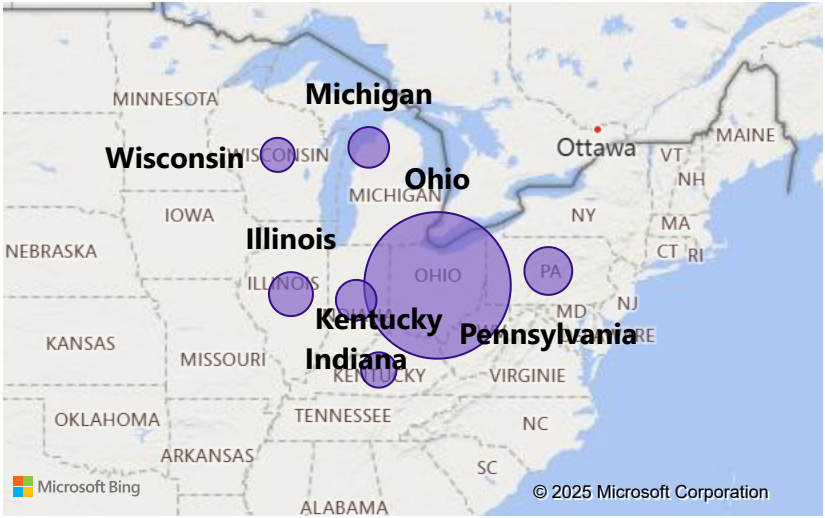 Michigan
MINNESOTA
Ottawa
MAINE
Wisconsin
WISCONSIN
VT
NH
Ohio
MICHIGAN
IOWA
NY
MA
Illinois
NEBRASKA
CT
RI
ILLINOIS
OHIO
PA
NJ
MD
Kentucky
Pennsylvania
KANSAS
MISSOURI
Indiana
KENTUCKY
VIRGINIE
OKLAHOMA
TENNESSEE
NC
ARKANSAS
SC
Microsoft Bing
© 2025 Microsoft Corporation
ALABAMA